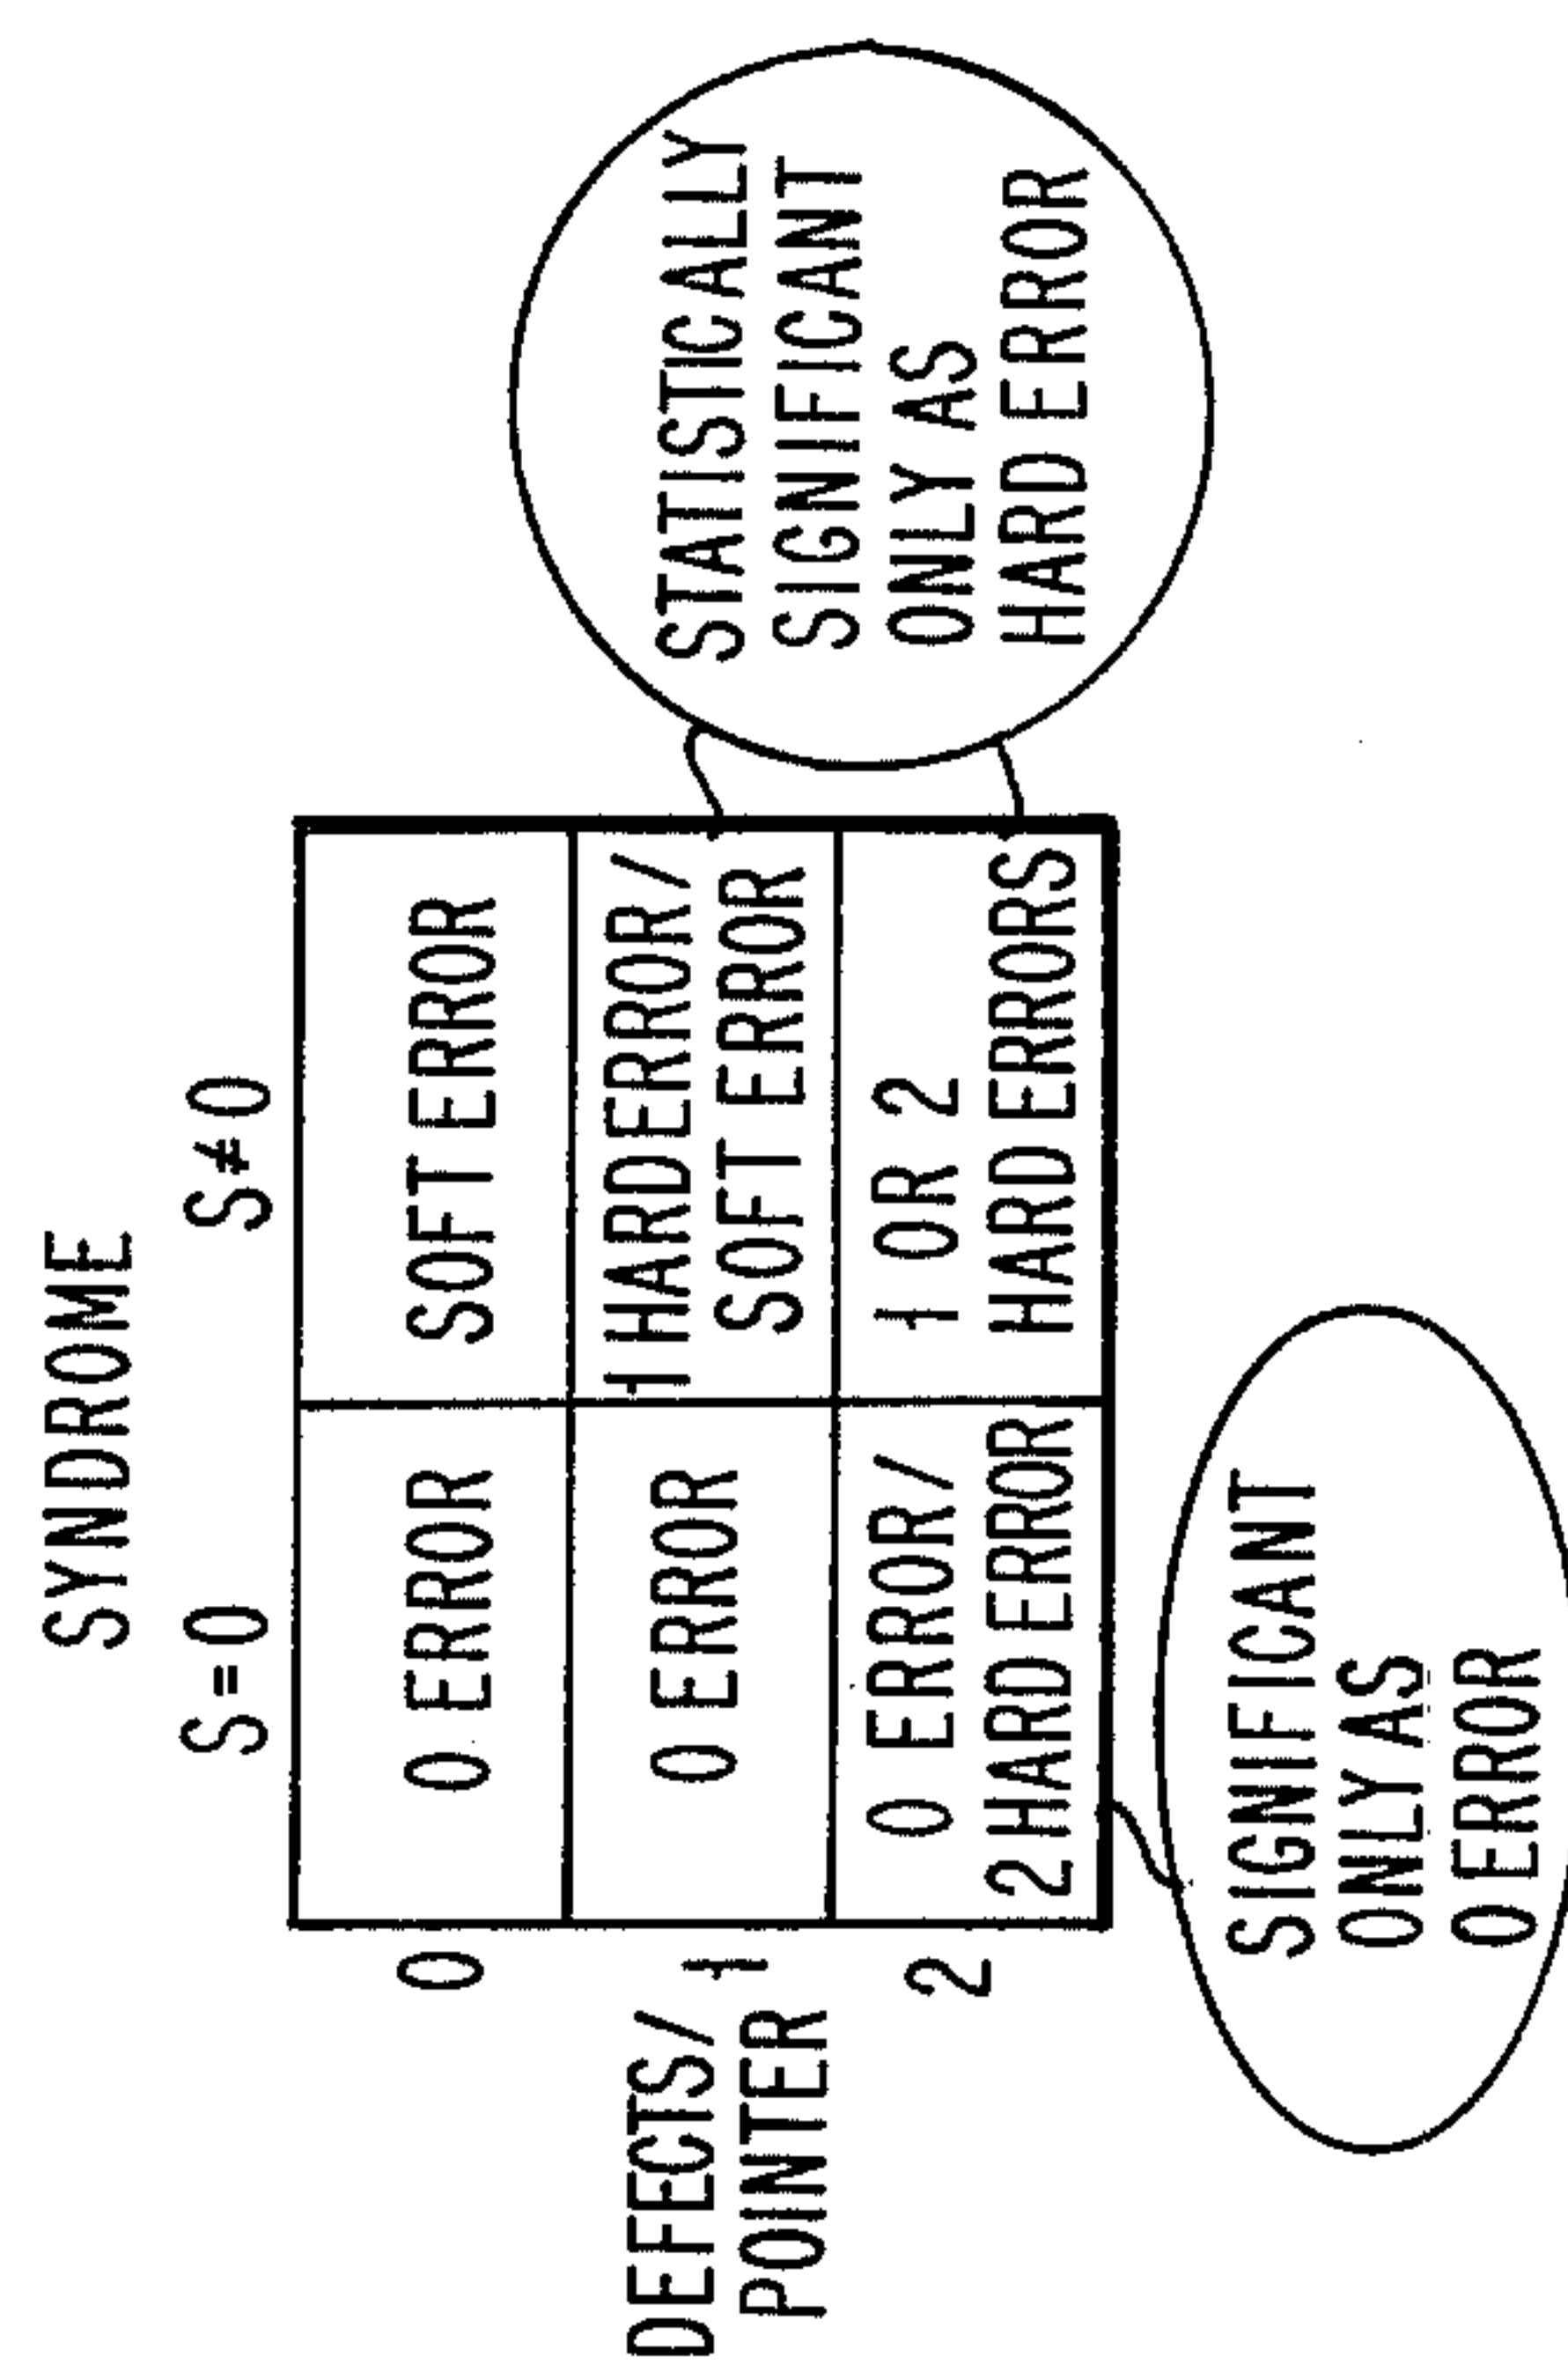 SYNDROME
S=0 S≠0
DEFECTS/
POINTER
0
0 ERROR
SOFT ERROR
1
0 ERROR
1 HARD ERROR/
SOFT ERROR
2
0 ERROR/
2 HARD ERROR
1 OR 2
HARD ERRORS
STATISTICALLY
SIGNIFICANT
ONLY AS
HARD ERROR
SIGNIFICANT
ONLY AS
0 ERROR